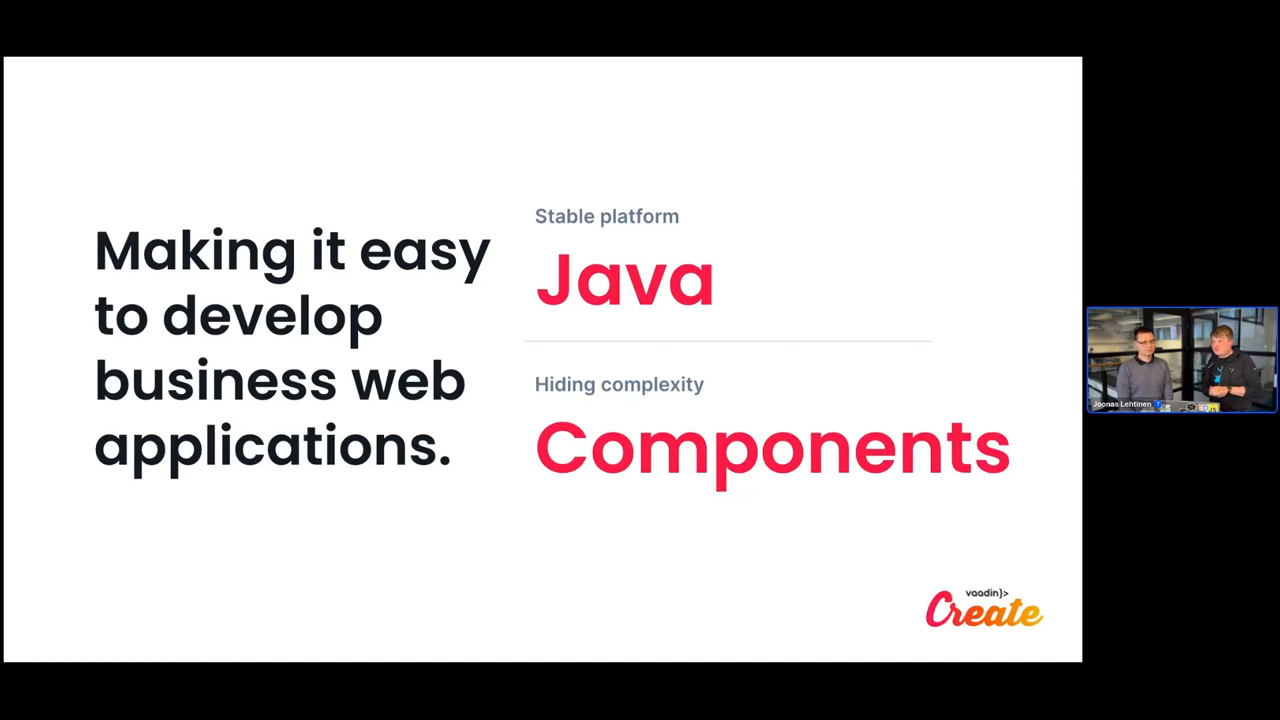 Making it easy
to develop
business web
applications.
Stable platform
Java
Hiding complexity
Components
vaadin}>
Create
Joonas Lehtinen